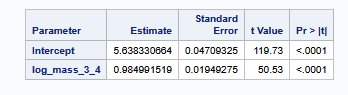 Parameter Estimate Standard Error t Value Pr > |t|
Intercept 5.638330664 0.04709325 119.73 <.0001
log_mass_3_4 0.984991519 0.01949275 50.53 <.0001